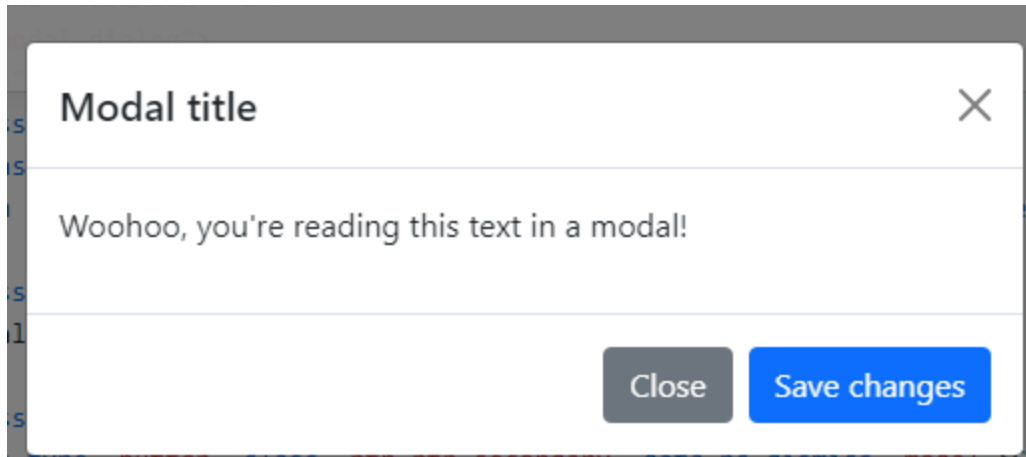 Modal title
Woohoo, you're reading this text in a modal!
Close
Save changes